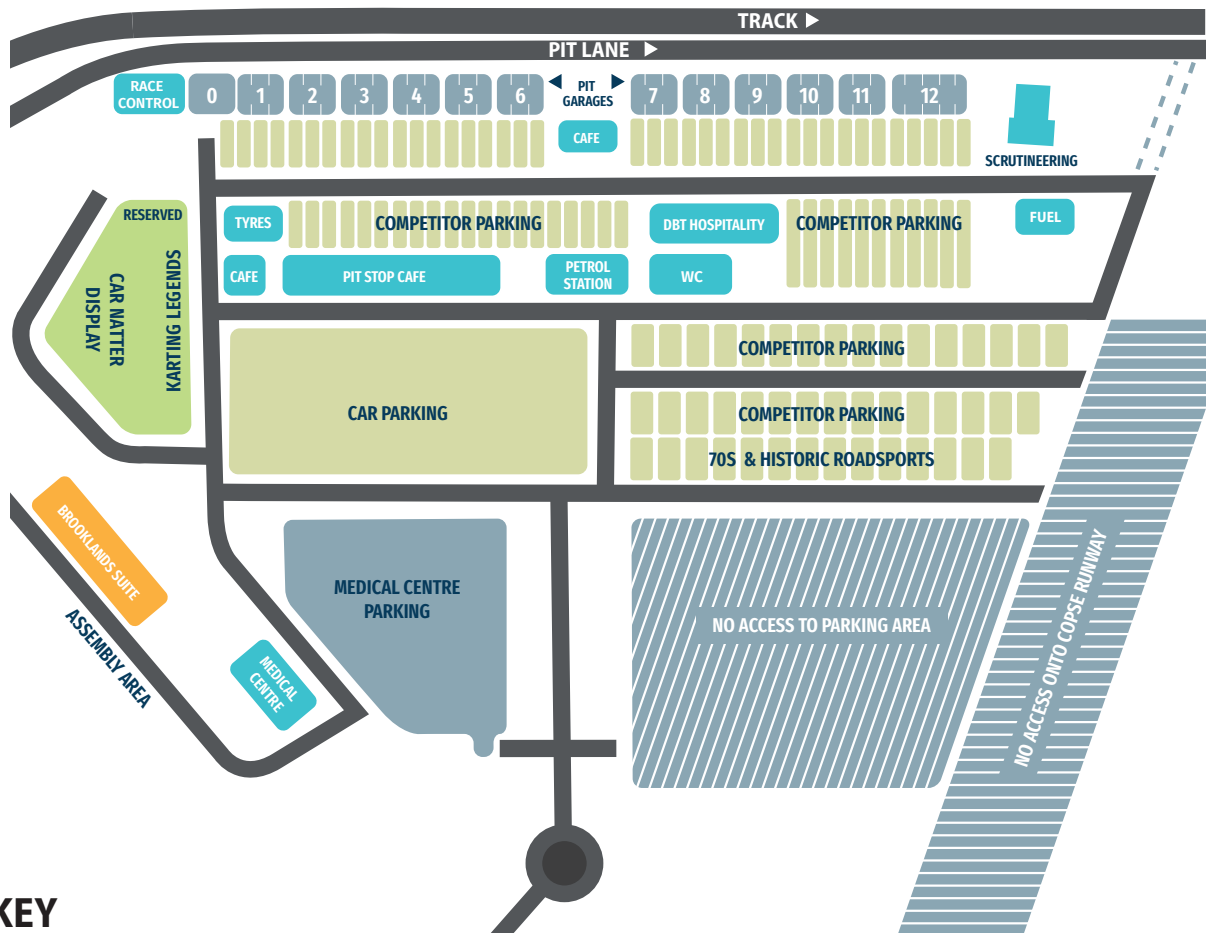 TRACK
PIT LANE
RACE
CONTROL
0
1
2
3
4
5
6
PIT
GARAGES
7
8
9
10
11
12
CAFE
SCRUTINEERING
RESERVED
TYRES
COMPETITOR PARKING
DBT HOSPITALITY
COMPETITOR PARKING
FUEL
CAFE
PIT STOP CAFE
PETROL
STATION
WC
CAR NATTER
DISPLAY
KARTING LEGENDS
COMPETITOR PARKING
CAR PARKING
COMPETITOR PARKING
70S & HISTORIC ROADSPORTS
BROOKLANDS SUITE
ASSEMBLY AREA
MEDICAL CENTRE
PARKING
MEDICAL
CENTRE
NO ACCESS TO PARKING AREA
NO ACCESS ONTO COPSE RUNWAY
KEY